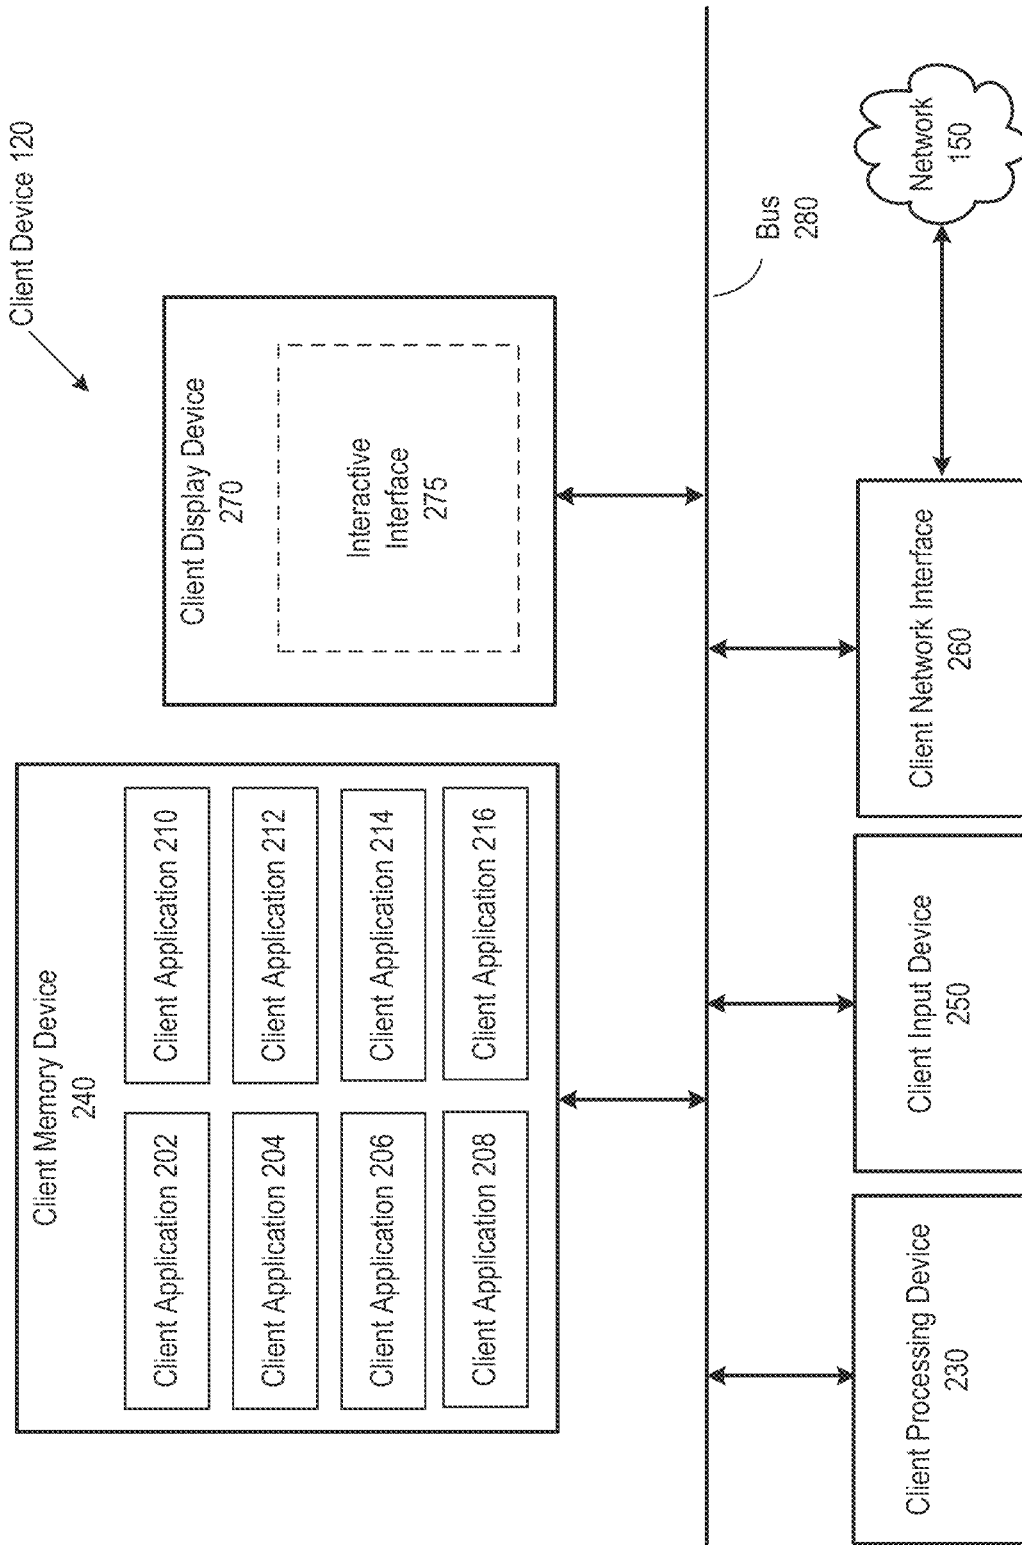 Client Device 120
Client Memory Device
240
Client Application 202
Client Application 210
Client Application 204
Client Application 212
Client Application 206
Client Application 214
Client Application 208
Client Application 216
Client Display Device
270
Interactive
Interface
275
Bus
280
Client Processing Device
230
Client Input Device
250
Client Network Interface
260
Network
150